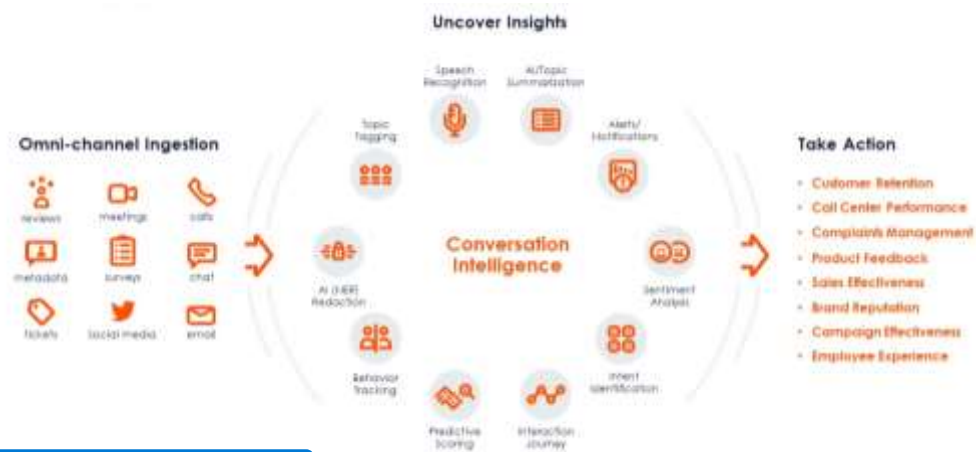 Uncover Insights
Speech
Recognition
AI/Topic
Summarization
Topic
Tagging
Alerts/
Notifications
Omni-channel Ingestion
reviews
meetings
calls
metadata
surveys
chat
tickets
social media
email
AI (NER)
Redaction
Conversation
Intelligence
Sentiment
Analysis
Behavior
Tracking
Intent
Identification
Predictive
Scoring
Interaction
Journey
Take Action
• Customer Retention
• Call Center Performance
• Complaints Management
• Product Feedback
• Sales Effectiveness
• Brand Reputation
• Campaign Effectiveness
• Employee Experience